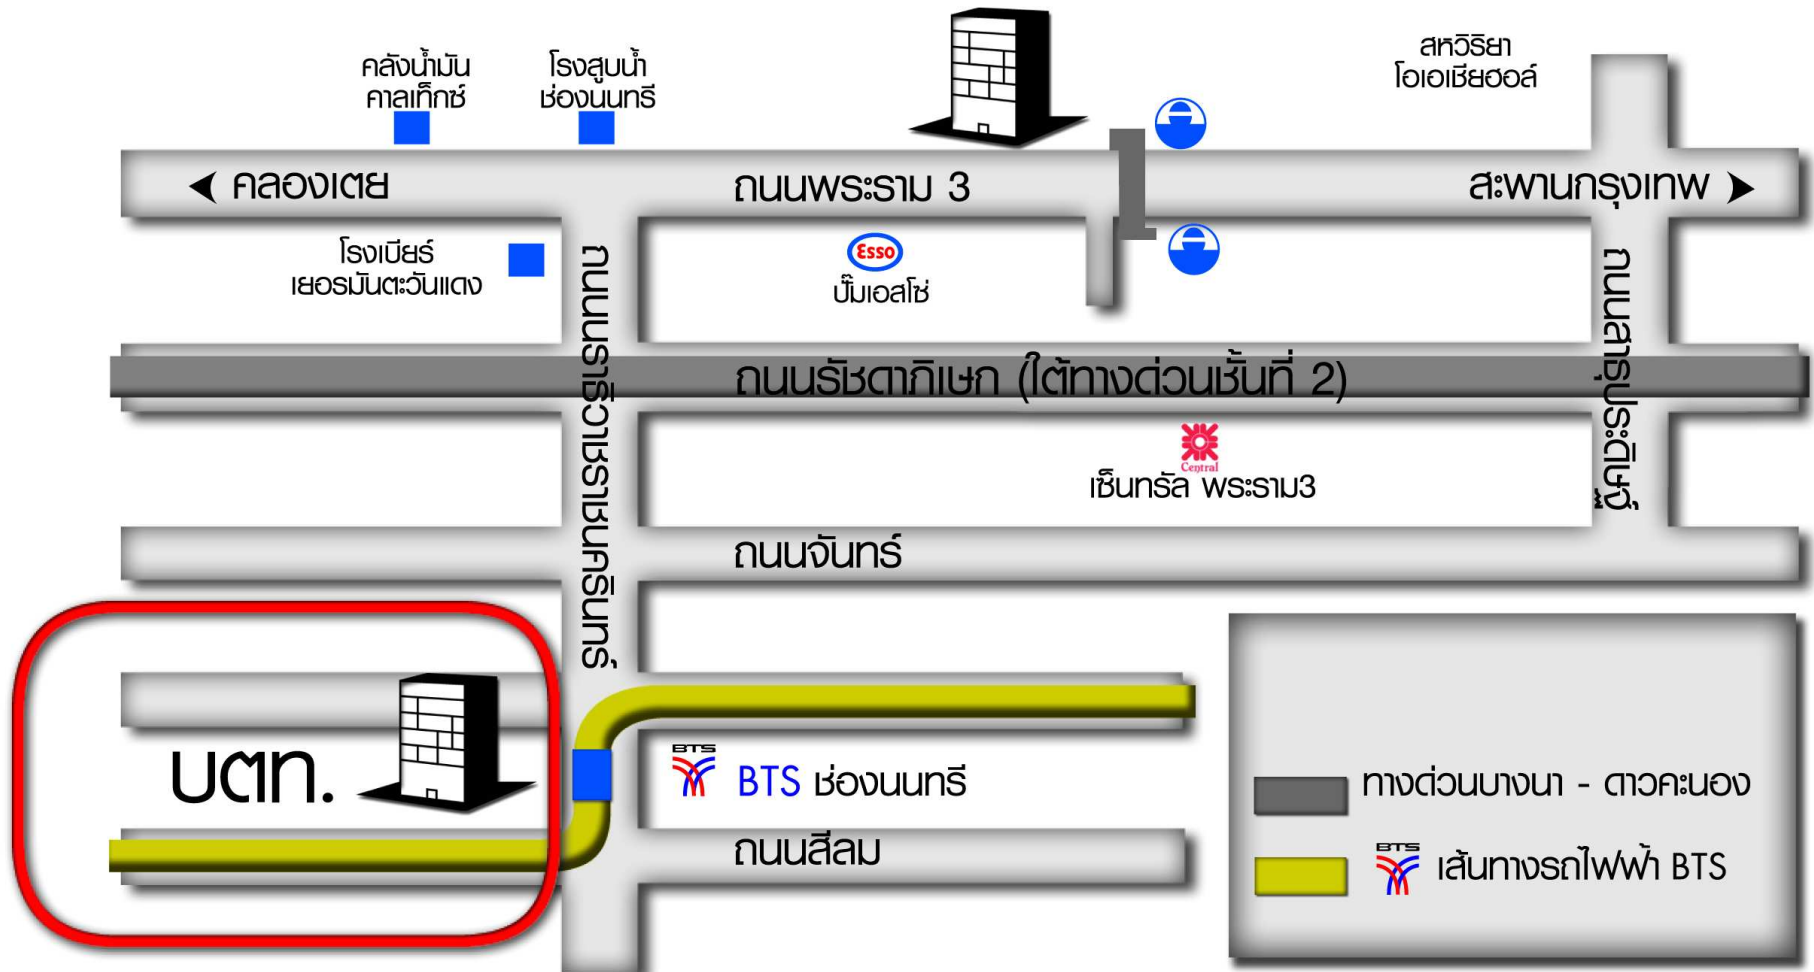 คลังน้ำมัน
คาลเท็กซ์
โรงสูบน้ำ
ช่องนนทรี
สหวิริยา
โอเอเชียฮอล์
คลองเตย
ถนนพระราม 3
สะพานกรุงเทพ
โรงเบียร์
เยอรมันตะวันแดง
Esso
ปั๊มเอสโซ่
ถนนนราธิวาชราชนครินทร์
ถนนสาธุประดิษฐ์
ถนนรัชดาภิเษก (ใต้ทางด่วนชั้นที่ 2)
Central
เซ็นทรัล พระราม3
ถนนจันทร์
บตท.
BTS
BTS ช่องนนทรี
ถนนสีลม
ทางด่วนบางนา - ดาวคะนอง
BTS
เส้นทางรถไฟฟ้า BTS